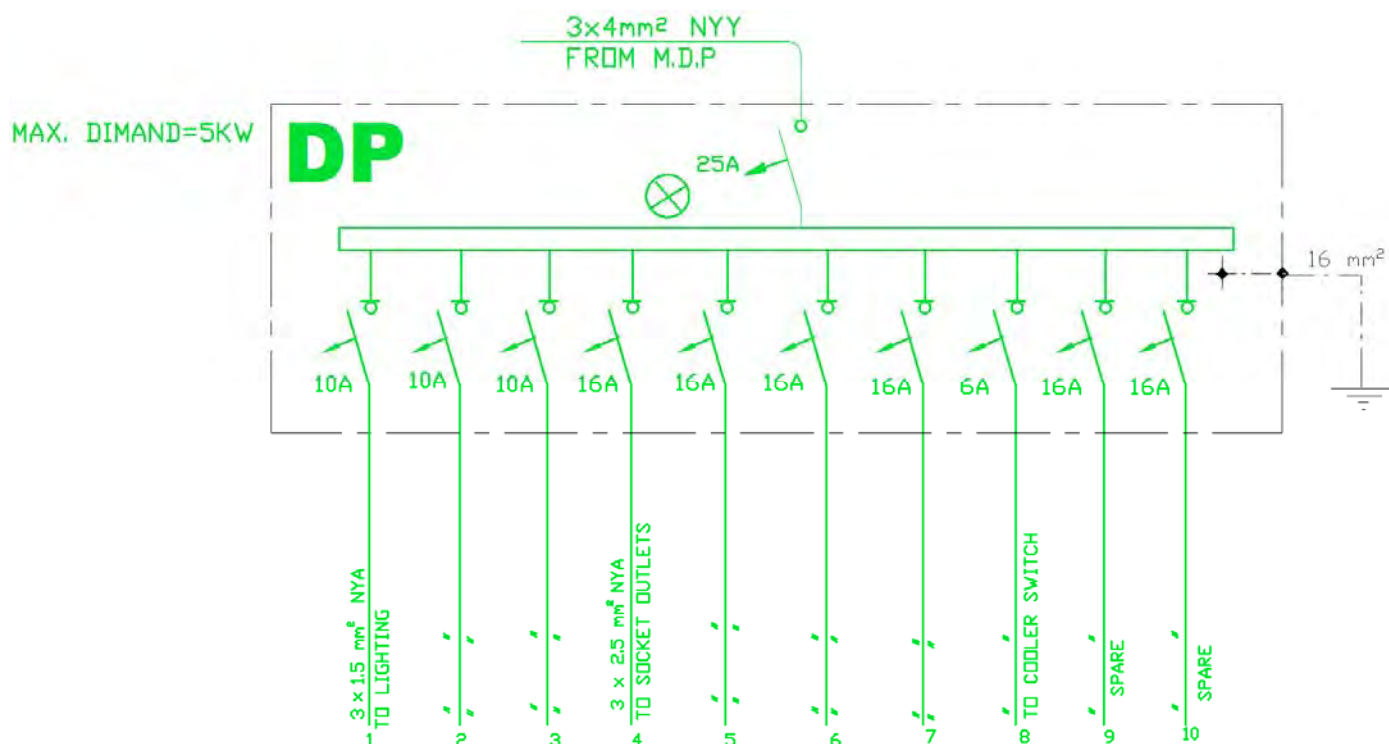 3x4mm² NYY
FROM M.D.P
MAX. DIMAND=5KW
DP
25A
16 mm²
10A
10A
10A
16A
16A
16A
16A
6A
16A
16A
3 x 1.5 mm² NYA
TO LIGHTING
3 x 2.5 mm² NYA
TO SOCKET OUTLETS
TO COOLER SWITCH
SPARE
SPARE
1
2
3
4
5
6
7
8
9
10